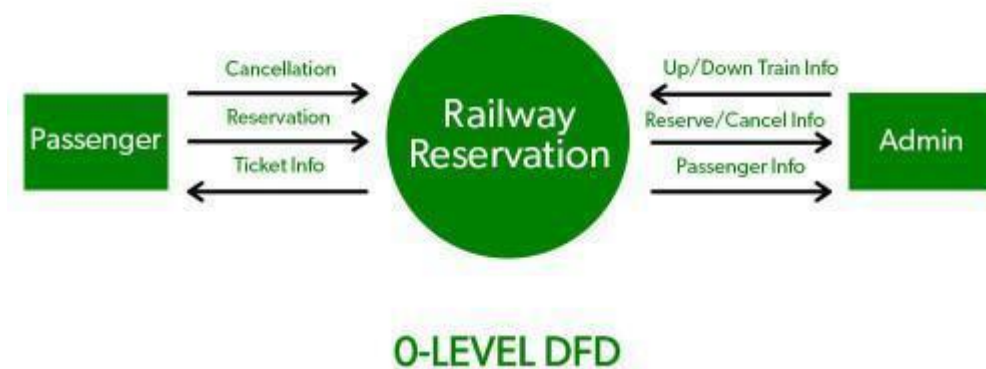 Cancellation
Up/Down Train Info
Passenger
Reservation
Ticket Info
Railway
Reservation
Reserve/Cancel Info
Passenger Info
Admin
0-LEVEL DFD